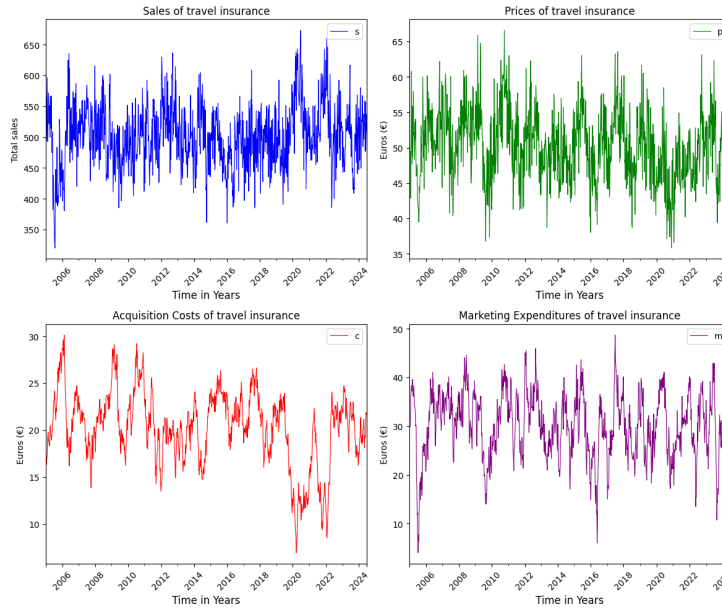 Sales of travel insurance
s
Total sales
650
600
550
500
450
400
350
2006 2008 2010 2012 2014 2016 2018 2020 2022 2024
Time in Years
Prices of travel insurance
p
Euros (€)
65
60
55
50
45
40
35
2006 2008 2010 2012 2014 2016 2018 2020 2022
Time in Years
Acquisition Costs of travel insurance
c
Euros (€)
30
25
20
15
10
2006 2008 2010 2012 2014 2016 2018 2020 2022 2024
Time in Years
Marketing Expenditures of travel insurance
m
Euros (€)
50
40
30
20
10
2006 2008 2010 2012 2014 2016 2018 2020 2022
Time in Years